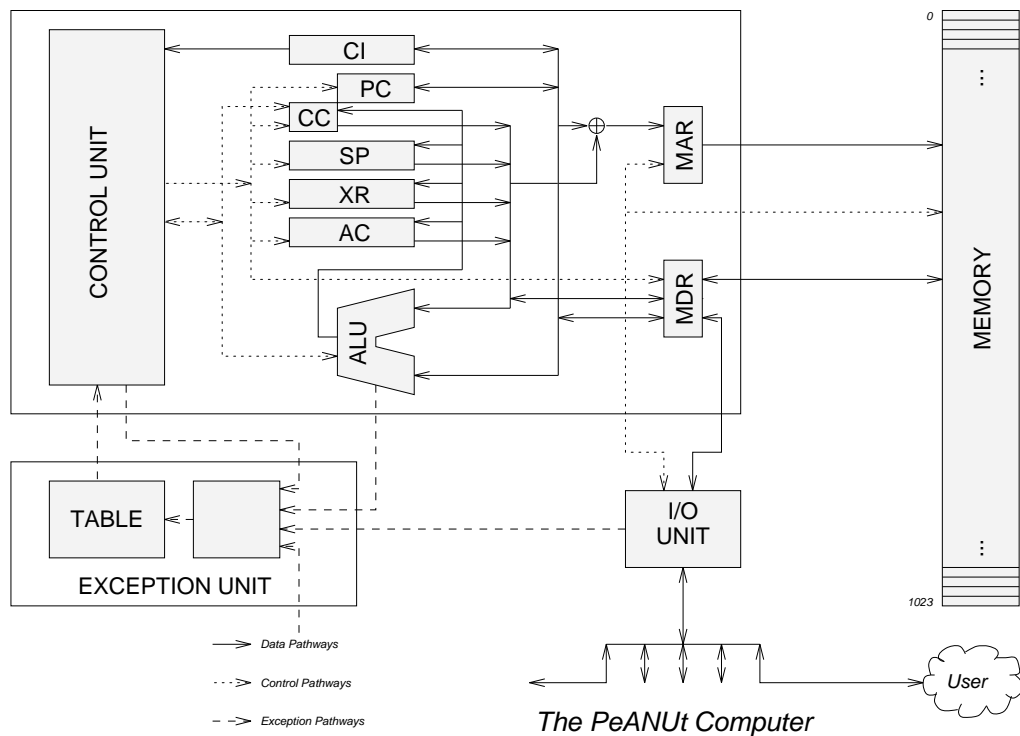 0
CI
PC
CC
SP
XR
AC
ALU
CONTROL UNIT
MAR
MDR
MEMORY
...
...
1023
TABLE
EXCEPTION UNIT
I/O
UNIT
Data Pathways
Control Pathways
Exception Pathways
User
The PeANUt Computer